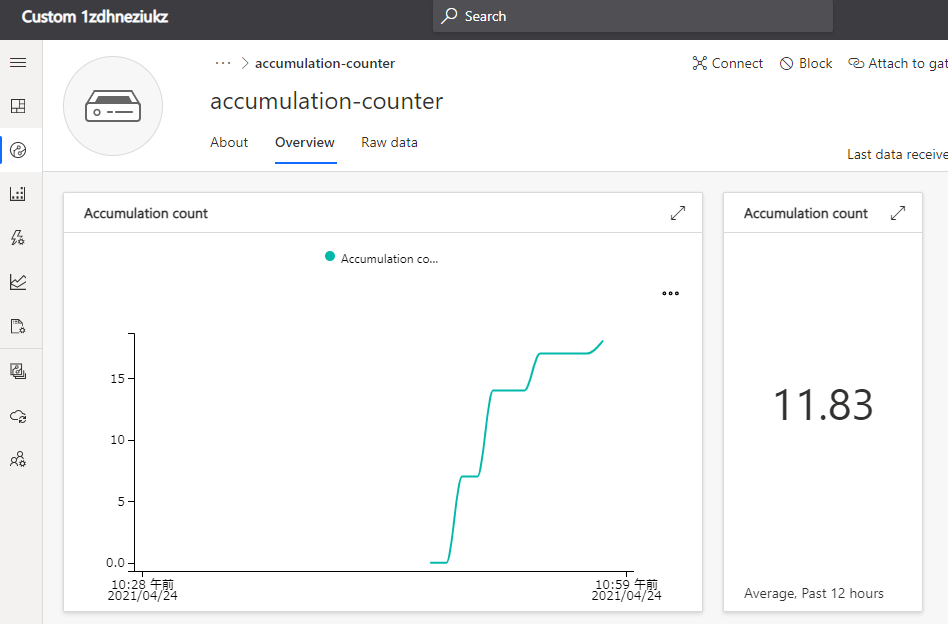 Custom 1zdhneziukz
Search
··· > accumulation-counter
Connect
Block
Attach to gat
accumulation-counter
About
Overview
Raw data
Last data receive
Accumulation count
Accumulation co...
15
10
5
0.0
10:28 午前
2021/04/24
10:59 午前
2021/04/24
Accumulation count
11.83
Average, Past 12 hours